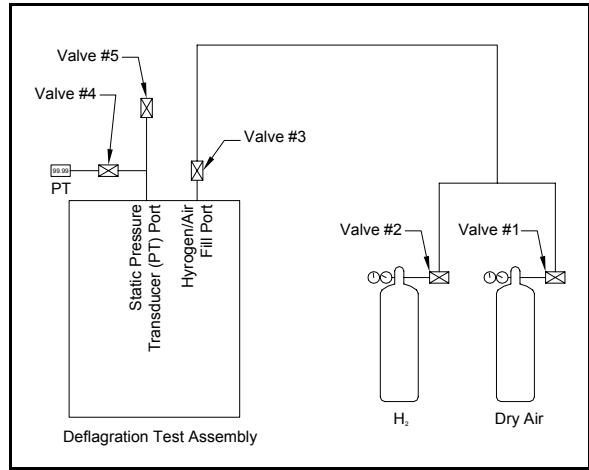 Valve #5
Valve #4
Valve #3
99.99
PT
Static Pressure
Transducer (PT) Port
Hyrogen/Air
Fill Port
Valve #2
Valve #1
H₂
Dry Air
Deflagration Test Assembly